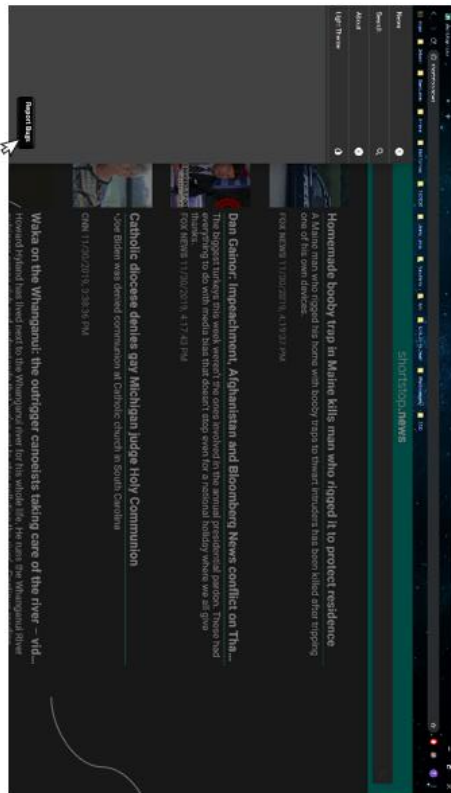 shortstop.news
News
Search
About
Light Theme
Report Bugs
Homemade booby trap in Maine kills man who rigged it to protect residence
A Maine man who rigged his home with booby traps to thwart intruders has been killed after tripping
one of his own devices.
FOX NEWS 11/30/2019, 4:19:37 PM
Dan Gainor: Impeachment, Afghanistan and Bloomberg News conflict on Tha...
The biggest turkeys this week weren't the ones involved in the annual presidential pardon. These had
everything to do with media bias that doesn't stop even for a national holiday where we all give
thanks.
FOX NEWS 11/30/2019, 4:17:43 PM
Catholic diocese denies gay Michigan judge Holy Communion
Joe Biden was denied communion at Catholic church in South Carolina
CNN 11/30/2019, 2:38:36 PM
Waka on the Whanganui: the outrigger canoeists taking care of the river – vid...
Howard Hyland has lived next to the Whanganui River for his whole life. He runs the Whanganui River